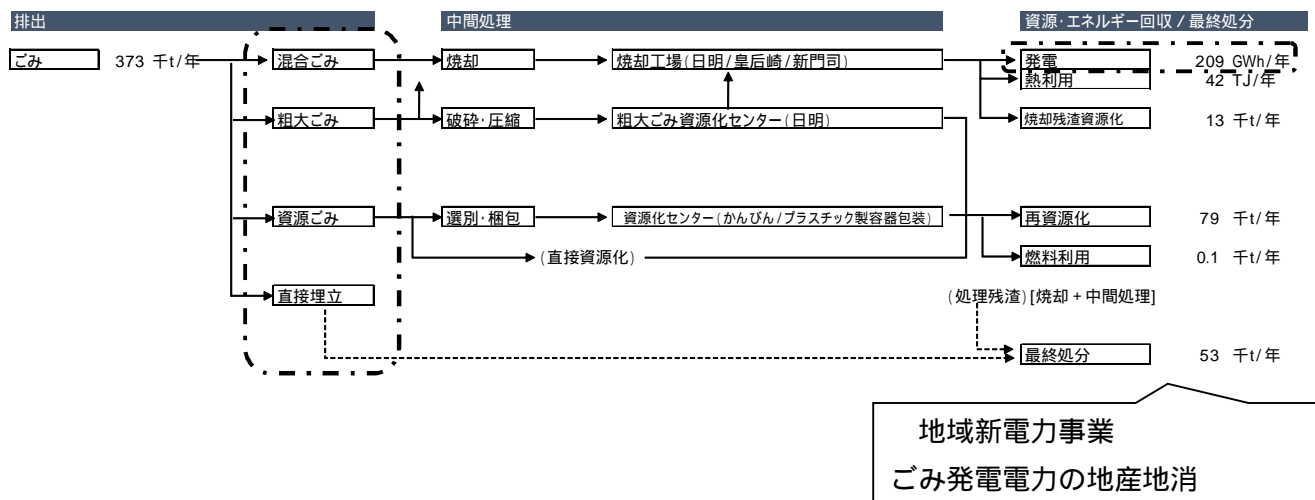 排出 中間処理 資源・エネルギー回収 / 最終処分
ごみ 373 千t/年 混合ごみ 焼却 焼却工場(日明/皇后崎/新門司) 発電 209 GWh/年
熱利用 42 TJ/年
粗大ごみ 破砕・圧縮 粗大ごみ資源化センター(日明) 焼却残渣資源化 13 千t/年
資源ごみ 選別・梱包 資源化センター(かんびん/プラスチック製容器包装) 再資源化 79 千t/年
(直接資源化) 燃料利用 0.1 千t/年
直接埋立 (処理残渣)[焼却+中間処理]
最終処分 53 千t/年
地域新電力事業
ごみ発電電力の地産地消